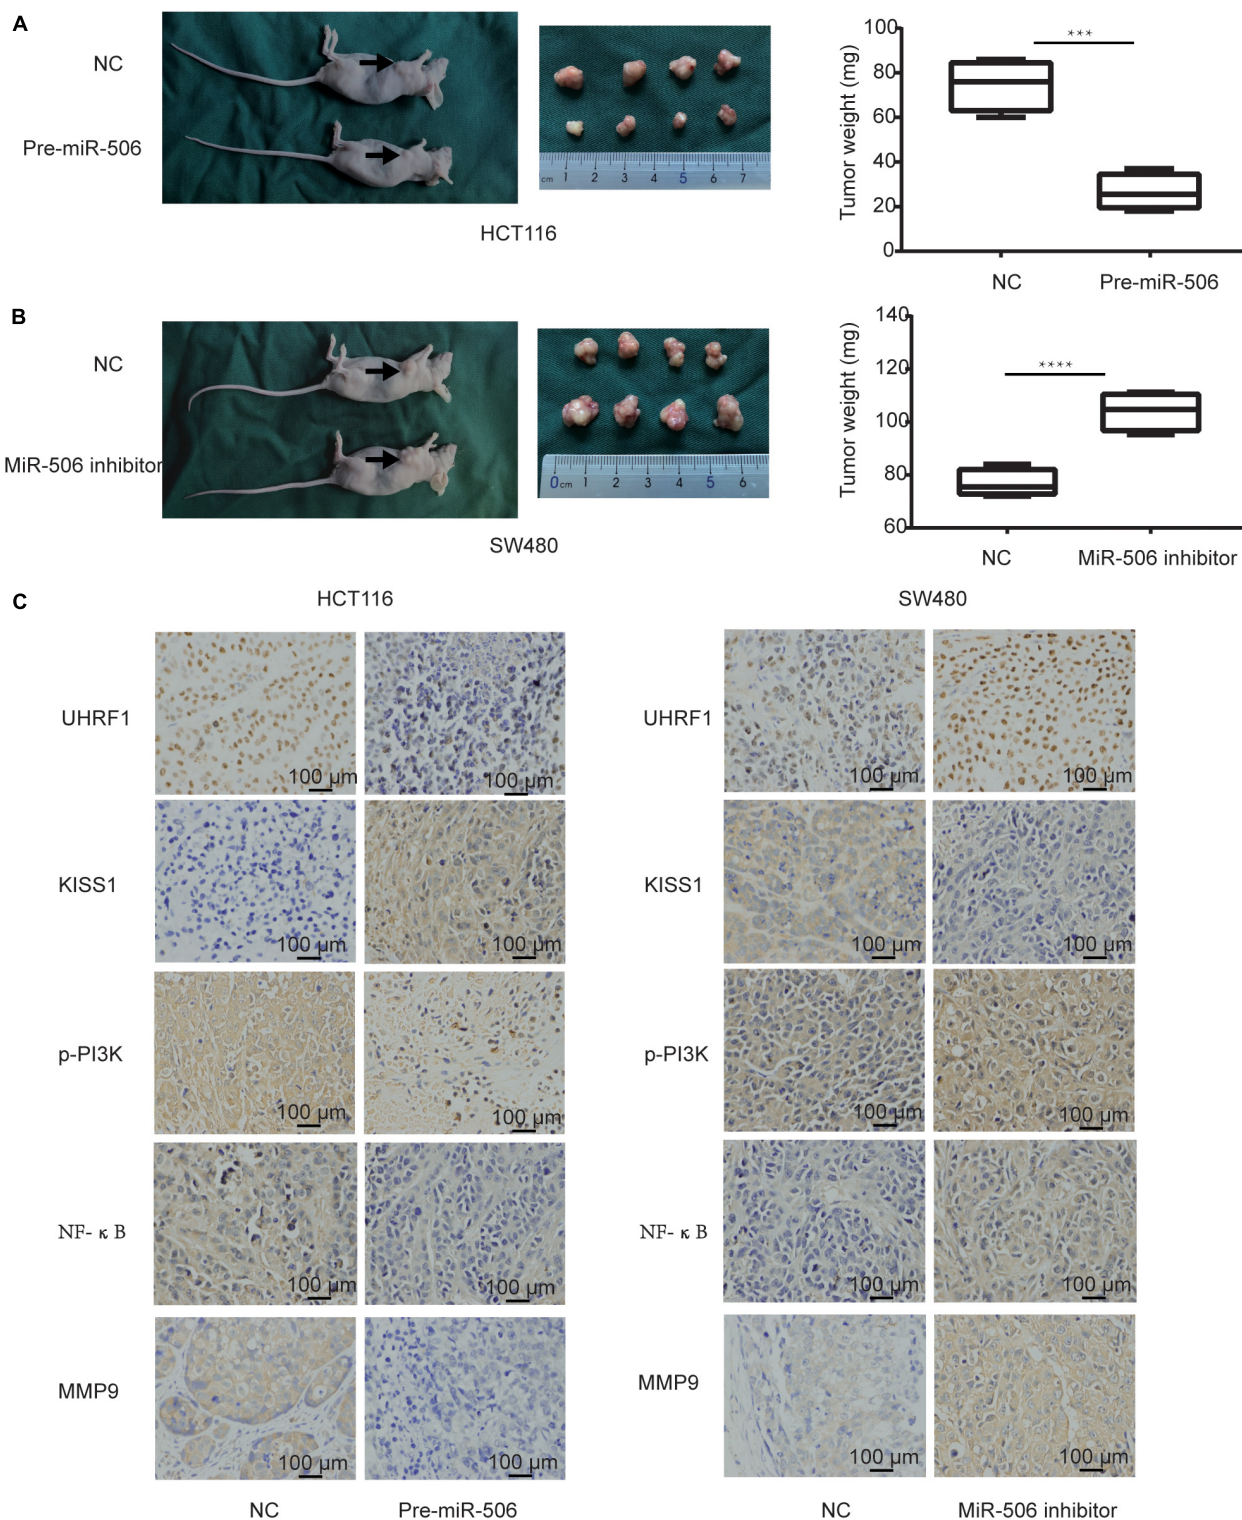 A
NC
Pre-miR-506
cm 1 2 3 4 5 6 7
HCT116
Tumor weight (mg)
100
80
60
40
20
0
***
NC Pre-miR-506
B
NC
MiR-506 inhibitor
0 cm 1 2 3 4 5 6
SW480
Tumor weight (mg)
140
120
100
80
60
****
NC MiR-506 inhibitor
C
HCT116 SW480
UHRF1 100 µm 100 µm UHRF1 100 µm 100 µm
KISS1 100 µm 100 µm KISS1 100 µm 100 µm
p-PI3K 100 µm 100 µm p-PI3K 100 µm 100 µm
NF- κ B 100 µm 100 µm NF- κ B 100 µm 100 µm
MMP9 100 µm 100 µm MMP9 100 µm 100 µm
NC Pre-miR-506 NC MiR-506 inhibitor